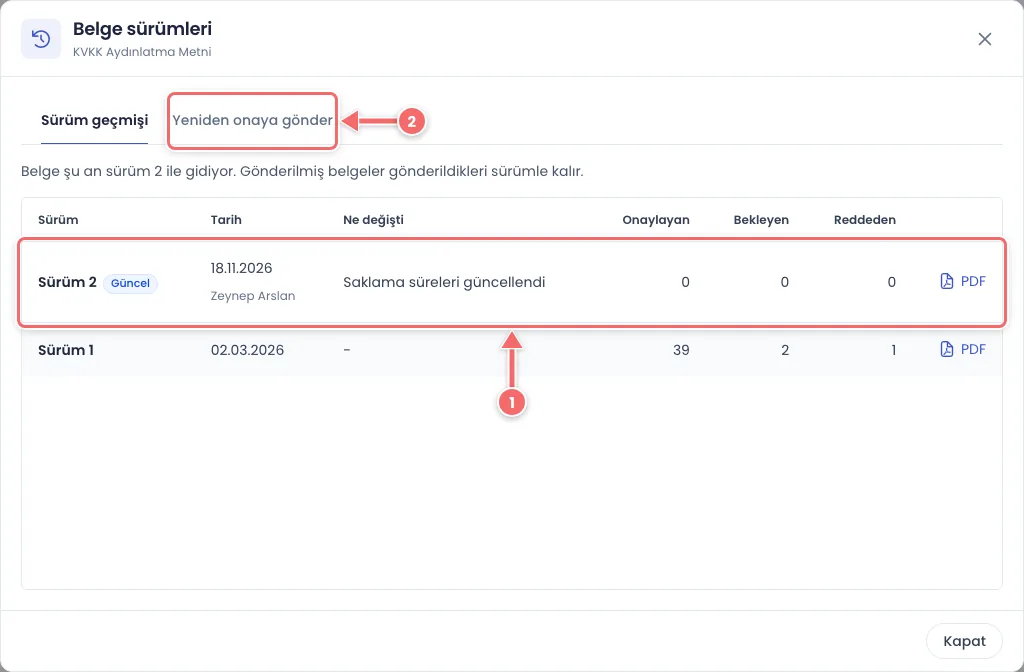 Belge sürümleri
KVKK Aydınlatma Metni
Sürüm geçmişi
Yeniden onaya gönder
2
Belge şu an sürüm 2 ile gidiyor. Gönderilmiş belgeler gönderildikleri sürümle kalır.
Sürüm Tarih Ne değişti Onaylayan Bekleyen Reddeden
Sürüm 2 Güncel 18.11.2026 Saklama süreleri güncellendi 0 0 0 PDF
Zeynep Arslan
Sürüm 1 02.03.2026 - 39 2 1 PDF
1
Kapat